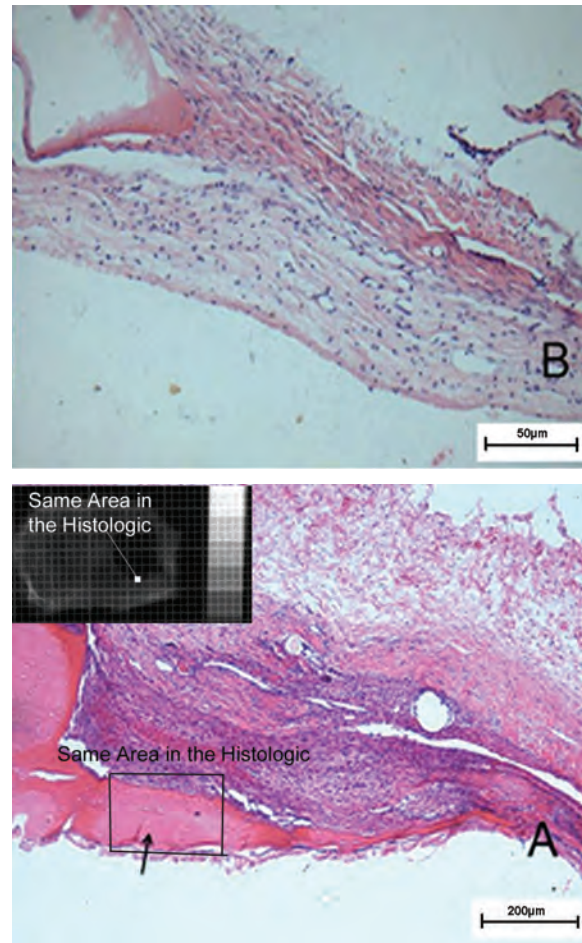 B
50µm
Same Area in
the Histologic
Same Area in the Histologic
A
200µm